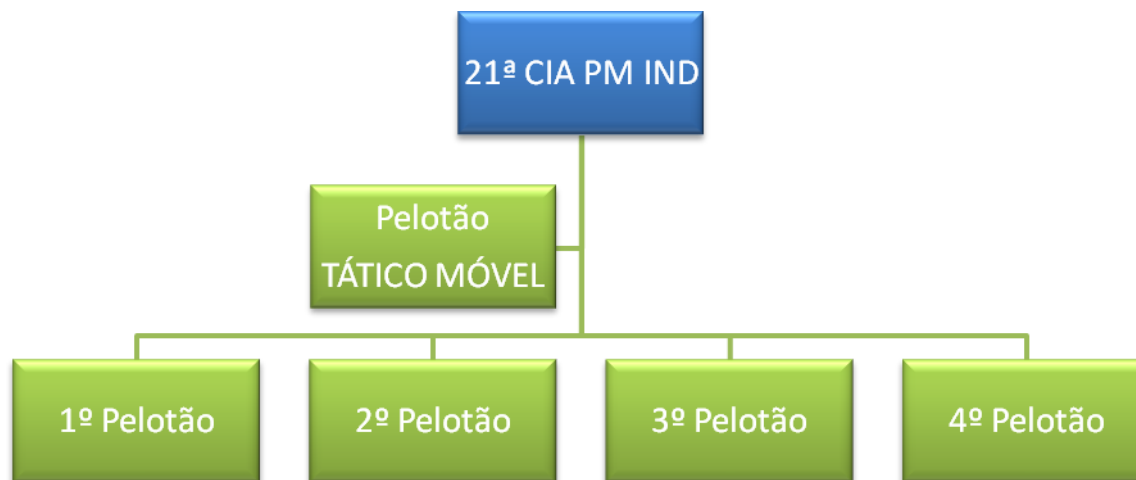 21ª CIA PM IND
Pelotão
TÁTICO MÓVEL
1º Pelotão
2º Pelotão
3º Pelotão
4º Pelotão